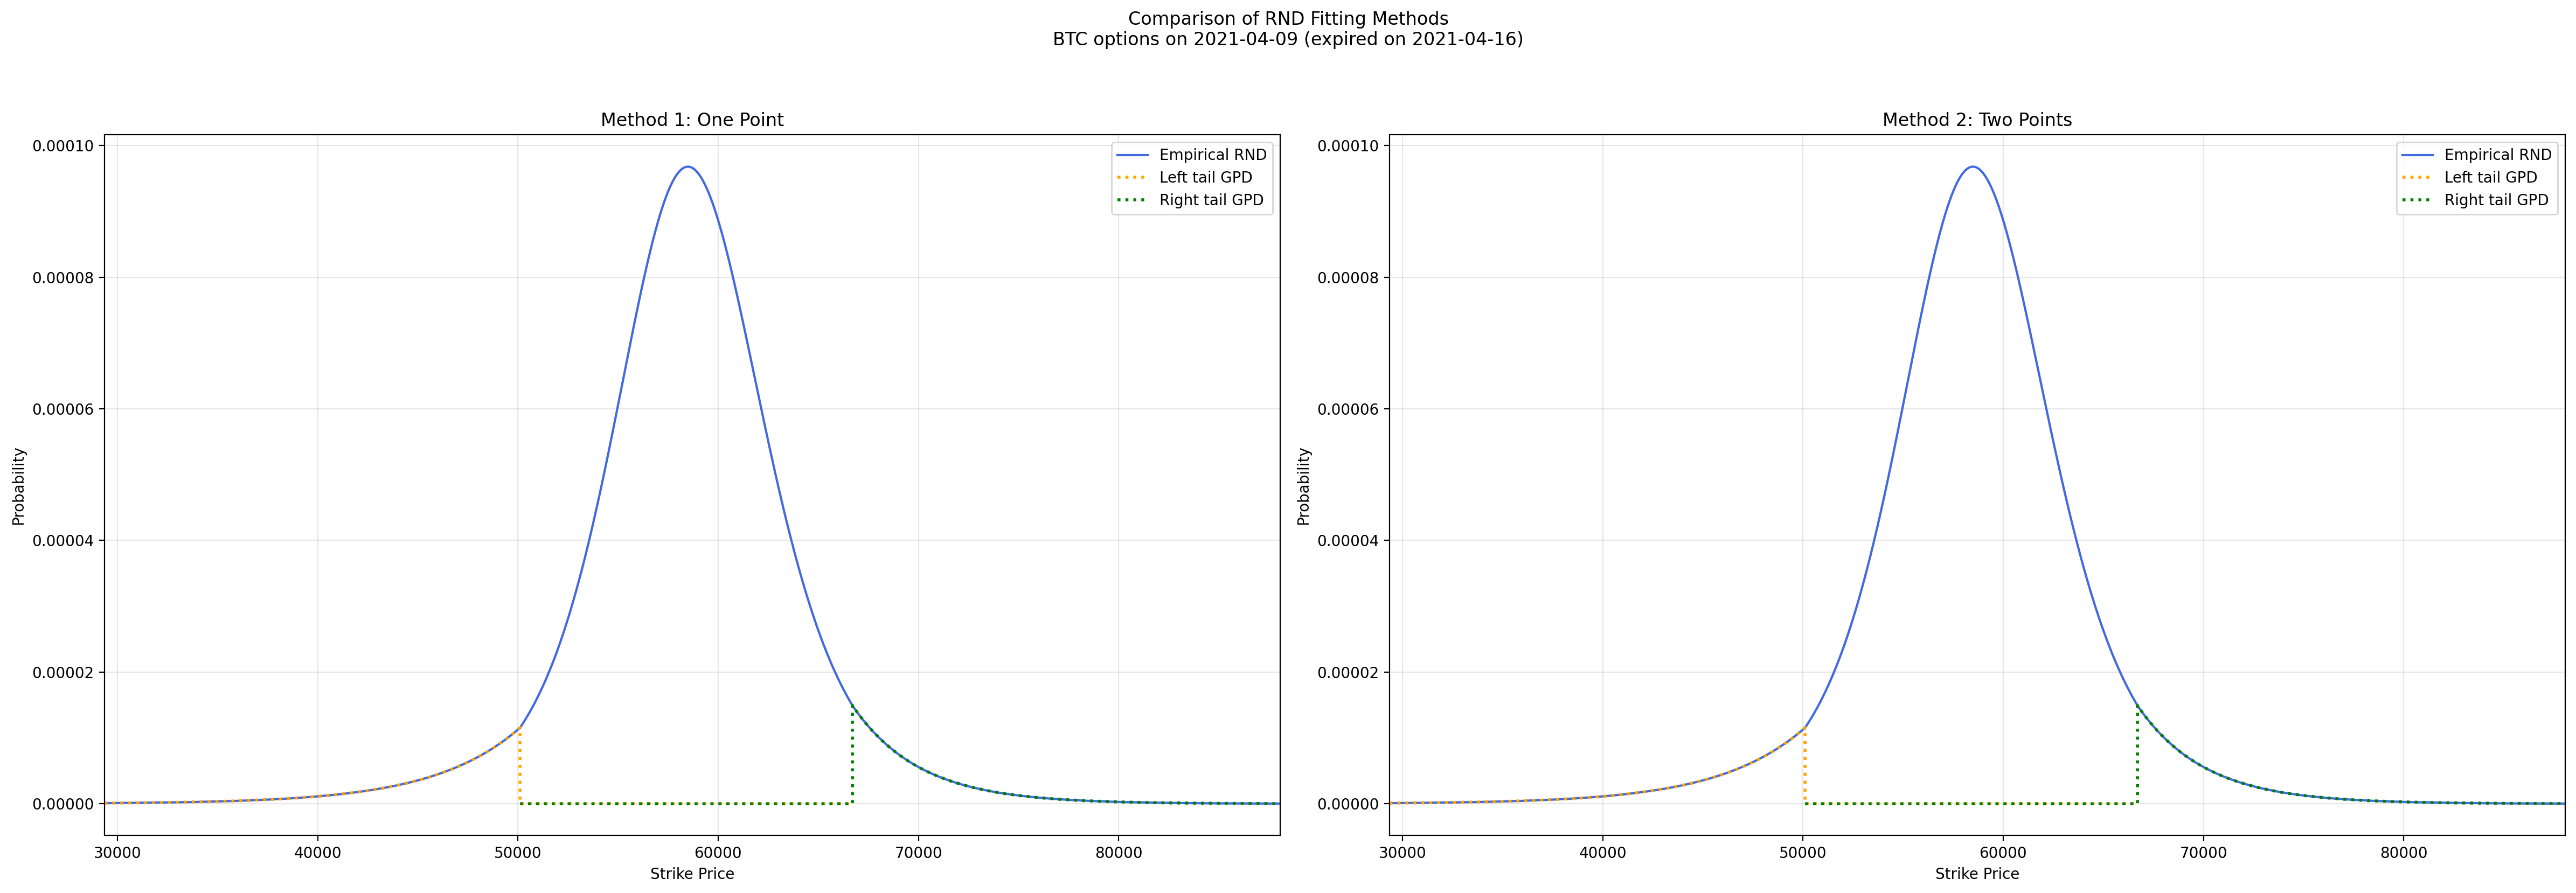 Comparison of RND Fitting Methods
BTC options on 2021-04-09 (expired on 2021-04-16)
Method 1: One Point
0.00010
0.00008
0.00006
0.00004
0.00002
0.00000
Probability
30000 40000 50000 60000 70000 80000
Strike Price
Empirical RND
Left tail GPD
Right tail GPD
Method 2: Two Points
0.00010
0.00008
0.00006
0.00004
0.00002
0.00000
Probability
30000 40000 50000 60000 70000 80000
Strike Price
Empirical RND
Left tail GPD
Right tail GPD